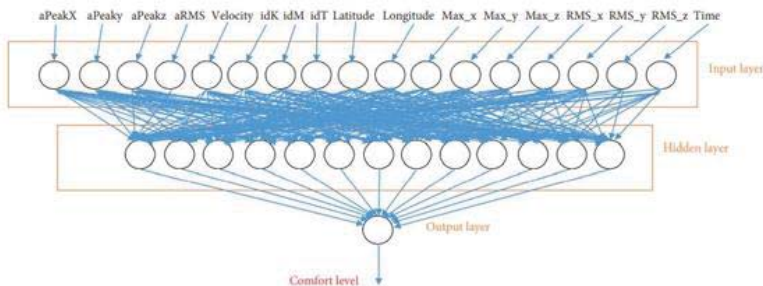 aPeakX aPeaky aPeakz aRMS Velocity idK idM idT Latitude Longitude Max_x Max_y Max_z RMS_x RMS_y RMS_z Time
Input layer
Hidden layer
Output layer
Comfort level